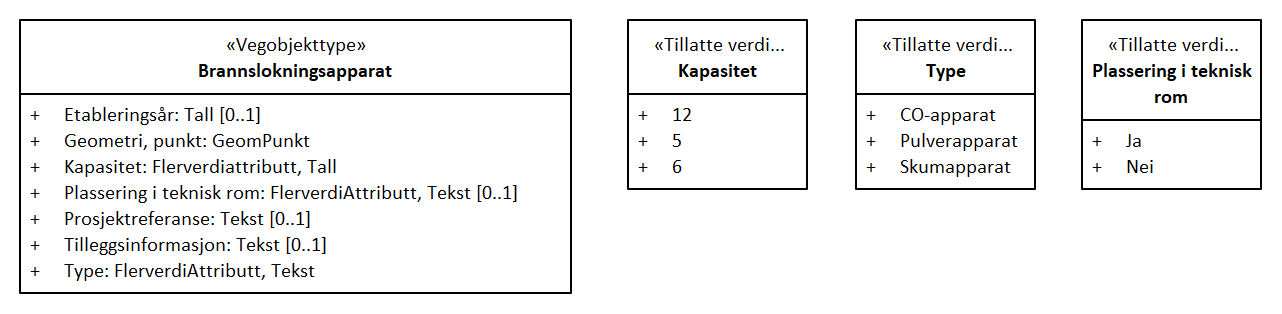 «Vegobjekttype»
Brannslokningsapparat
+ Etableringsår: Tall [0..1]
+ Geometri, punkt: GeomPunkt
+ Kapasitet: Flerverdiattributt, Tall
+ Plassering i teknisk rom: FlerverdiAttributt, Tekst [0..1]
+ Prosjektreferanse: Tekst [0..1]
+ Tilleggsinformasjon: Tekst [0..1]
+ Type: FlerverdiAttributt, Tekst
«Tillatte verdi...
Kapasitet
+ 12
+ 5
+ 6
«Tillatte verdi...
Type
+ CO-apparat
+ Pulverapparat
+ Skumapparat
«Tillatte verdi...
Plassering i teknisk
rom
+ Ja
+ Nei